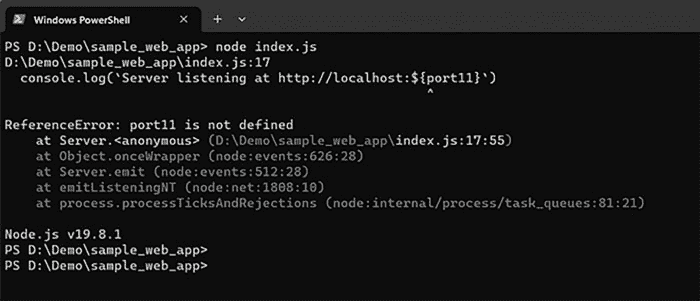 Windows PowerShell
PS D:\Demo\sample_web_app> node index.js
D:\Demo\sample_web_app\index.js:17
  console.log(`Server listening at http://localhost:${port11}`)
                                                      ^
ReferenceError: port11 is not defined
    at Server.<anonymous> (D:\Demo\sample_web_app\index.js:17:55)
    at Object.onceWrapper (node:events:626:28)
    at Server.emit (node:events:512:28)
    at emitListeningNT (node:net:1808:10)
    at process.processTicksAndRejections (node:internal/process/task_queues:81:21)
Node.js v19.8.1
PS D:\Demo\sample_web_app>
PS D:\Demo\sample_web_app>